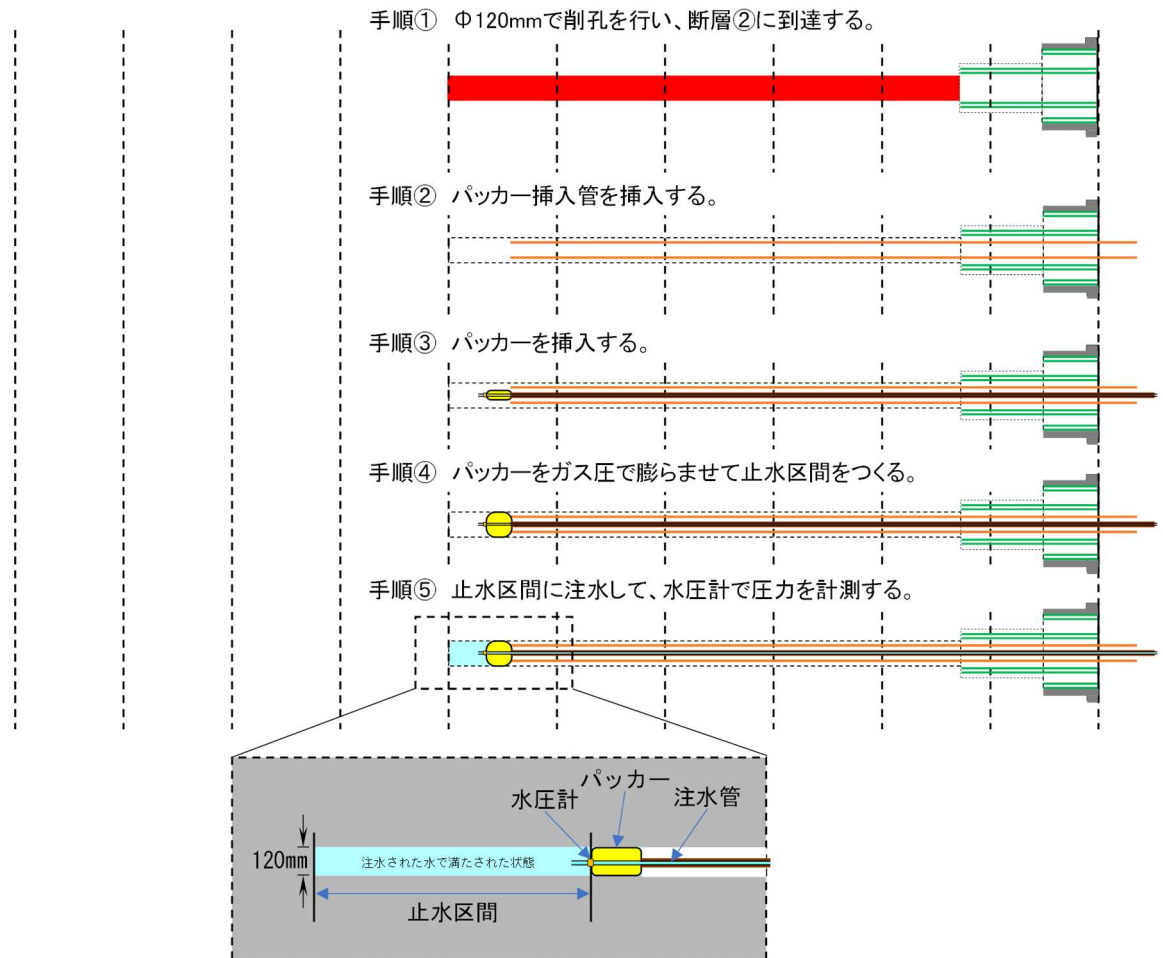 手順① Φ120mmで削孔を行い、断層②に到達する。
手順② パッカー挿入管を挿入する。
手順③ パッカーを挿入する。
手順④ パッカーをガス圧で膨らませて止水区間をつくる。
手順⑤ 止水区間に注水して、水圧計で圧力を計測する。
パッカー
水圧計
注水管
120mm
注水された水で満たされた状態
止水区間